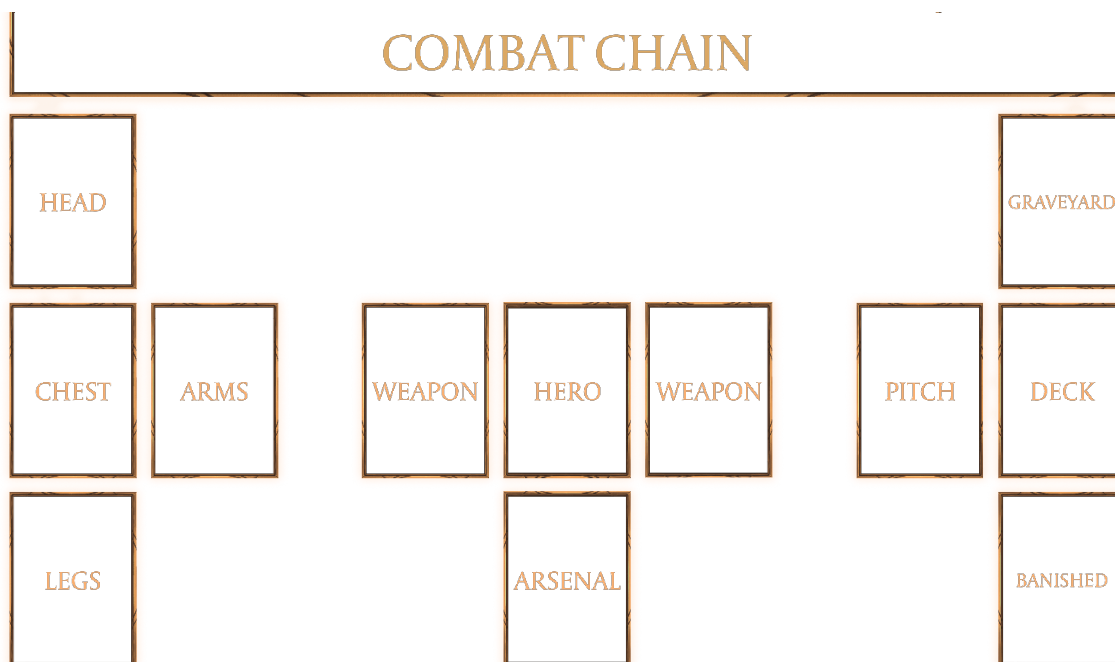 COMBAT CHAIN
HEAD
GRAVEYARD
CHEST
ARMS
WEAPON
HERO
WEAPON
PITCH
DECK
LEGS
ARSENAL
BANISHED